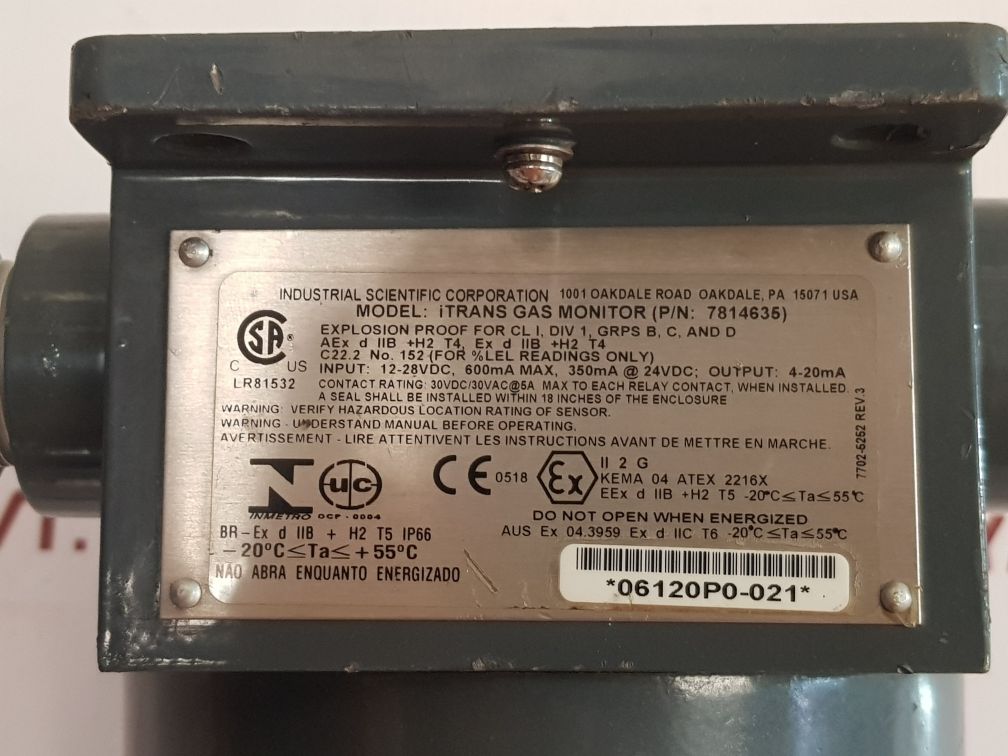 INDUSTRIAL SCIENTIFIC CORPORATION 1001 OAKDALE ROAD OAKDALE, PA 15071 USA
MODEL: iTRANS GAS MONITOR (P/N: 7814635)
EXPLOSION PROOF FOR CL I, DIV 1, GRPS B, C, AND D
AEx d IIB +H2 T4, Ex d IIB +H2 T4
C22.2 No. 152 (FOR %LEL READINGS ONLY)
INPUT: 12-28VDC, 600mA MAX, 350mA @ 24VDC; OUTPUT: 4-20mA
CONTACT RATING: 30VDC/30VAC@5A MAX TO EACH RELAY CONTACT, WHEN INSTALLED.
A SEAL SHALL BE INSTALLED WITHIN 18 INCHES OF THE ENCLOSURE
SA
C US
LR81532
WARNING: VERIFY HAZARDOUS LOCATION RATING OF SENSOR.
WARNING - UNDERSTAND MANUAL BEFORE OPERATING.
AVERTISSEMENT - LIRE ATTENTIVENT LES INSTRUCTIONS AVANT DE METTRE EN MARCHE.
7702-5252 REV.3
N
INMETRO
UC
OCP - 0004
CE 0518
Ex
II 2 G
KEMA 04 ATEX 2216X
EEx d IIB +H2 T5 -20°C≤Ta≤55°C
DO NOT OPEN WHEN ENERGIZED
AUS Ex 04.3959 Ex d IIC T6 -20°C≤Ta≤55°C
BR-Ex d IIB + H2 T5 IP66
-20°C≤Ta≤+55°C
NÃO ABRA ENQUANTO ENERGIZADO
*06120P0-021*